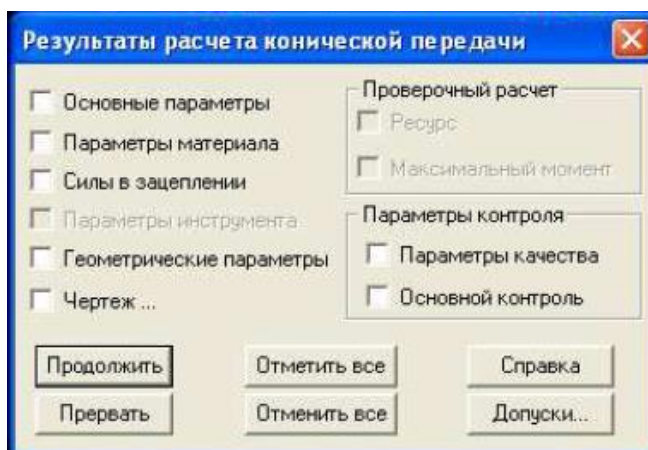 Результаты расчета конической передачи
Основные параметры
Параметры материала
Силы в зацеплении
Параметры инструмента
Геометрические параметры
Чертеж ...
Проверочный расчет
Ресурс
Максимальный момент
Параметры контроля
Параметры качества
Основной контроль
Продолжить
Отметить все
Справка
Прервать
Отменить все
Допуски...